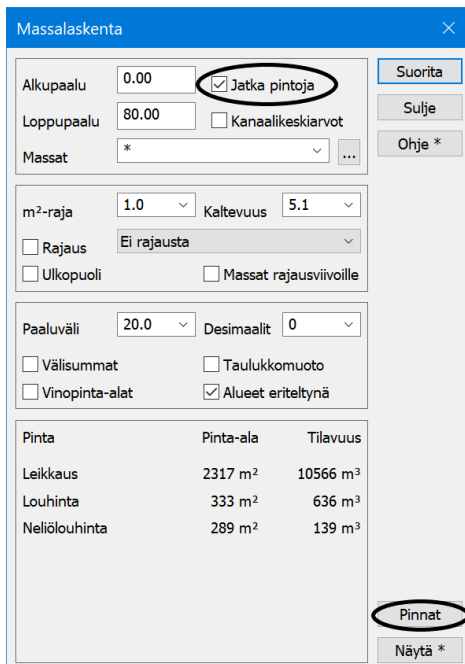 Massalaskenta
Alkupaalu 0.00 Jatka pintoja Suorita
Loppupaalu 80.00 Kanaalikeskiarvot Sulje
Massat * ... Ohje *
m²-raja 1.0 Kaltevuus 5.1
Rajaus Ei rajausta
Ulkopuoli Massat rajausviivoille
Paaluväli 20.0 Desimaalit 0
Välisummat Taulukkomuoto
Vinopinta-alat Alueet eriteltynä
Pinta Pinta-ala Tilavuus
Leikkaus 2317 m² 10566 m³
Louhinta 333 m² 636 m³
Neliölouhinta 289 m² 139 m³
Pinnat
Näytä *